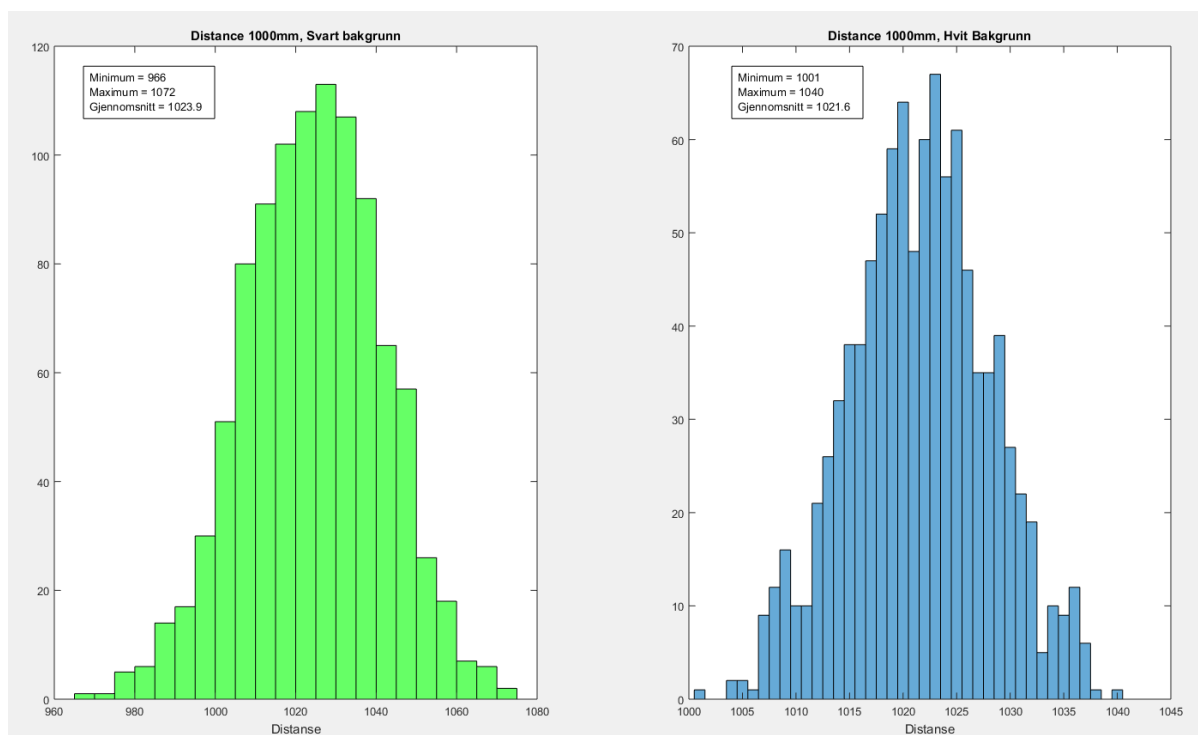 Distance 1000mm, Svart bakgrunn
120
100
80
60
40
20
0
Minimum = 966
Maximum = 1072
Gjennomsnitt = 1023.9
960 980 1000 1020 1040 1060 1080
Distanse
Distance 1000mm, Hvit Bakgrunn
70
60
50
40
30
20
10
0
Minimum = 1001
Maximum = 1040
Gjennomsnitt = 1021.6
1000 1005 1010 1015 1020 1025 1030 1035 1040 1045
Distanse